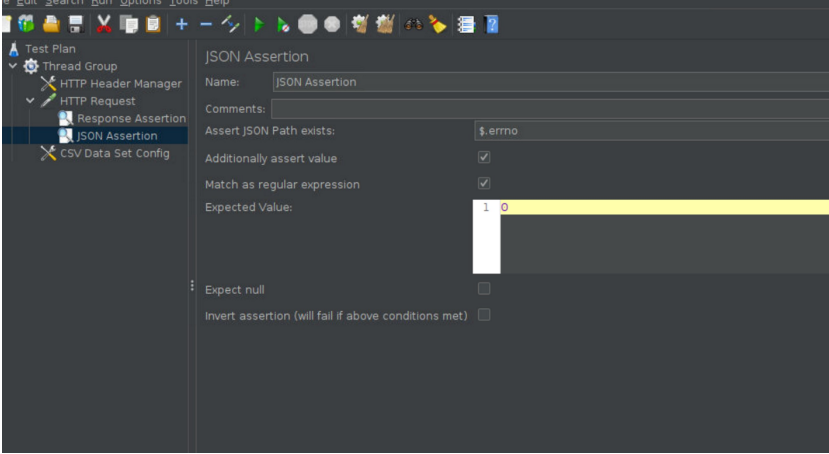 Edit Search Run Options Tools Help
Test Plan
Thread Group
HTTP Header Manager
HTTP Request
Response Assertion
JSON Assertion
CSV Data Set Config
JSON Assertion
Name: JSON Assertion
Comments:
Assert JSON Path exists: $.errno
Additionally assert value
Match as regular expression
Expected Value: 1 0
Expect null
Invert assertion (will fail if above conditions met)